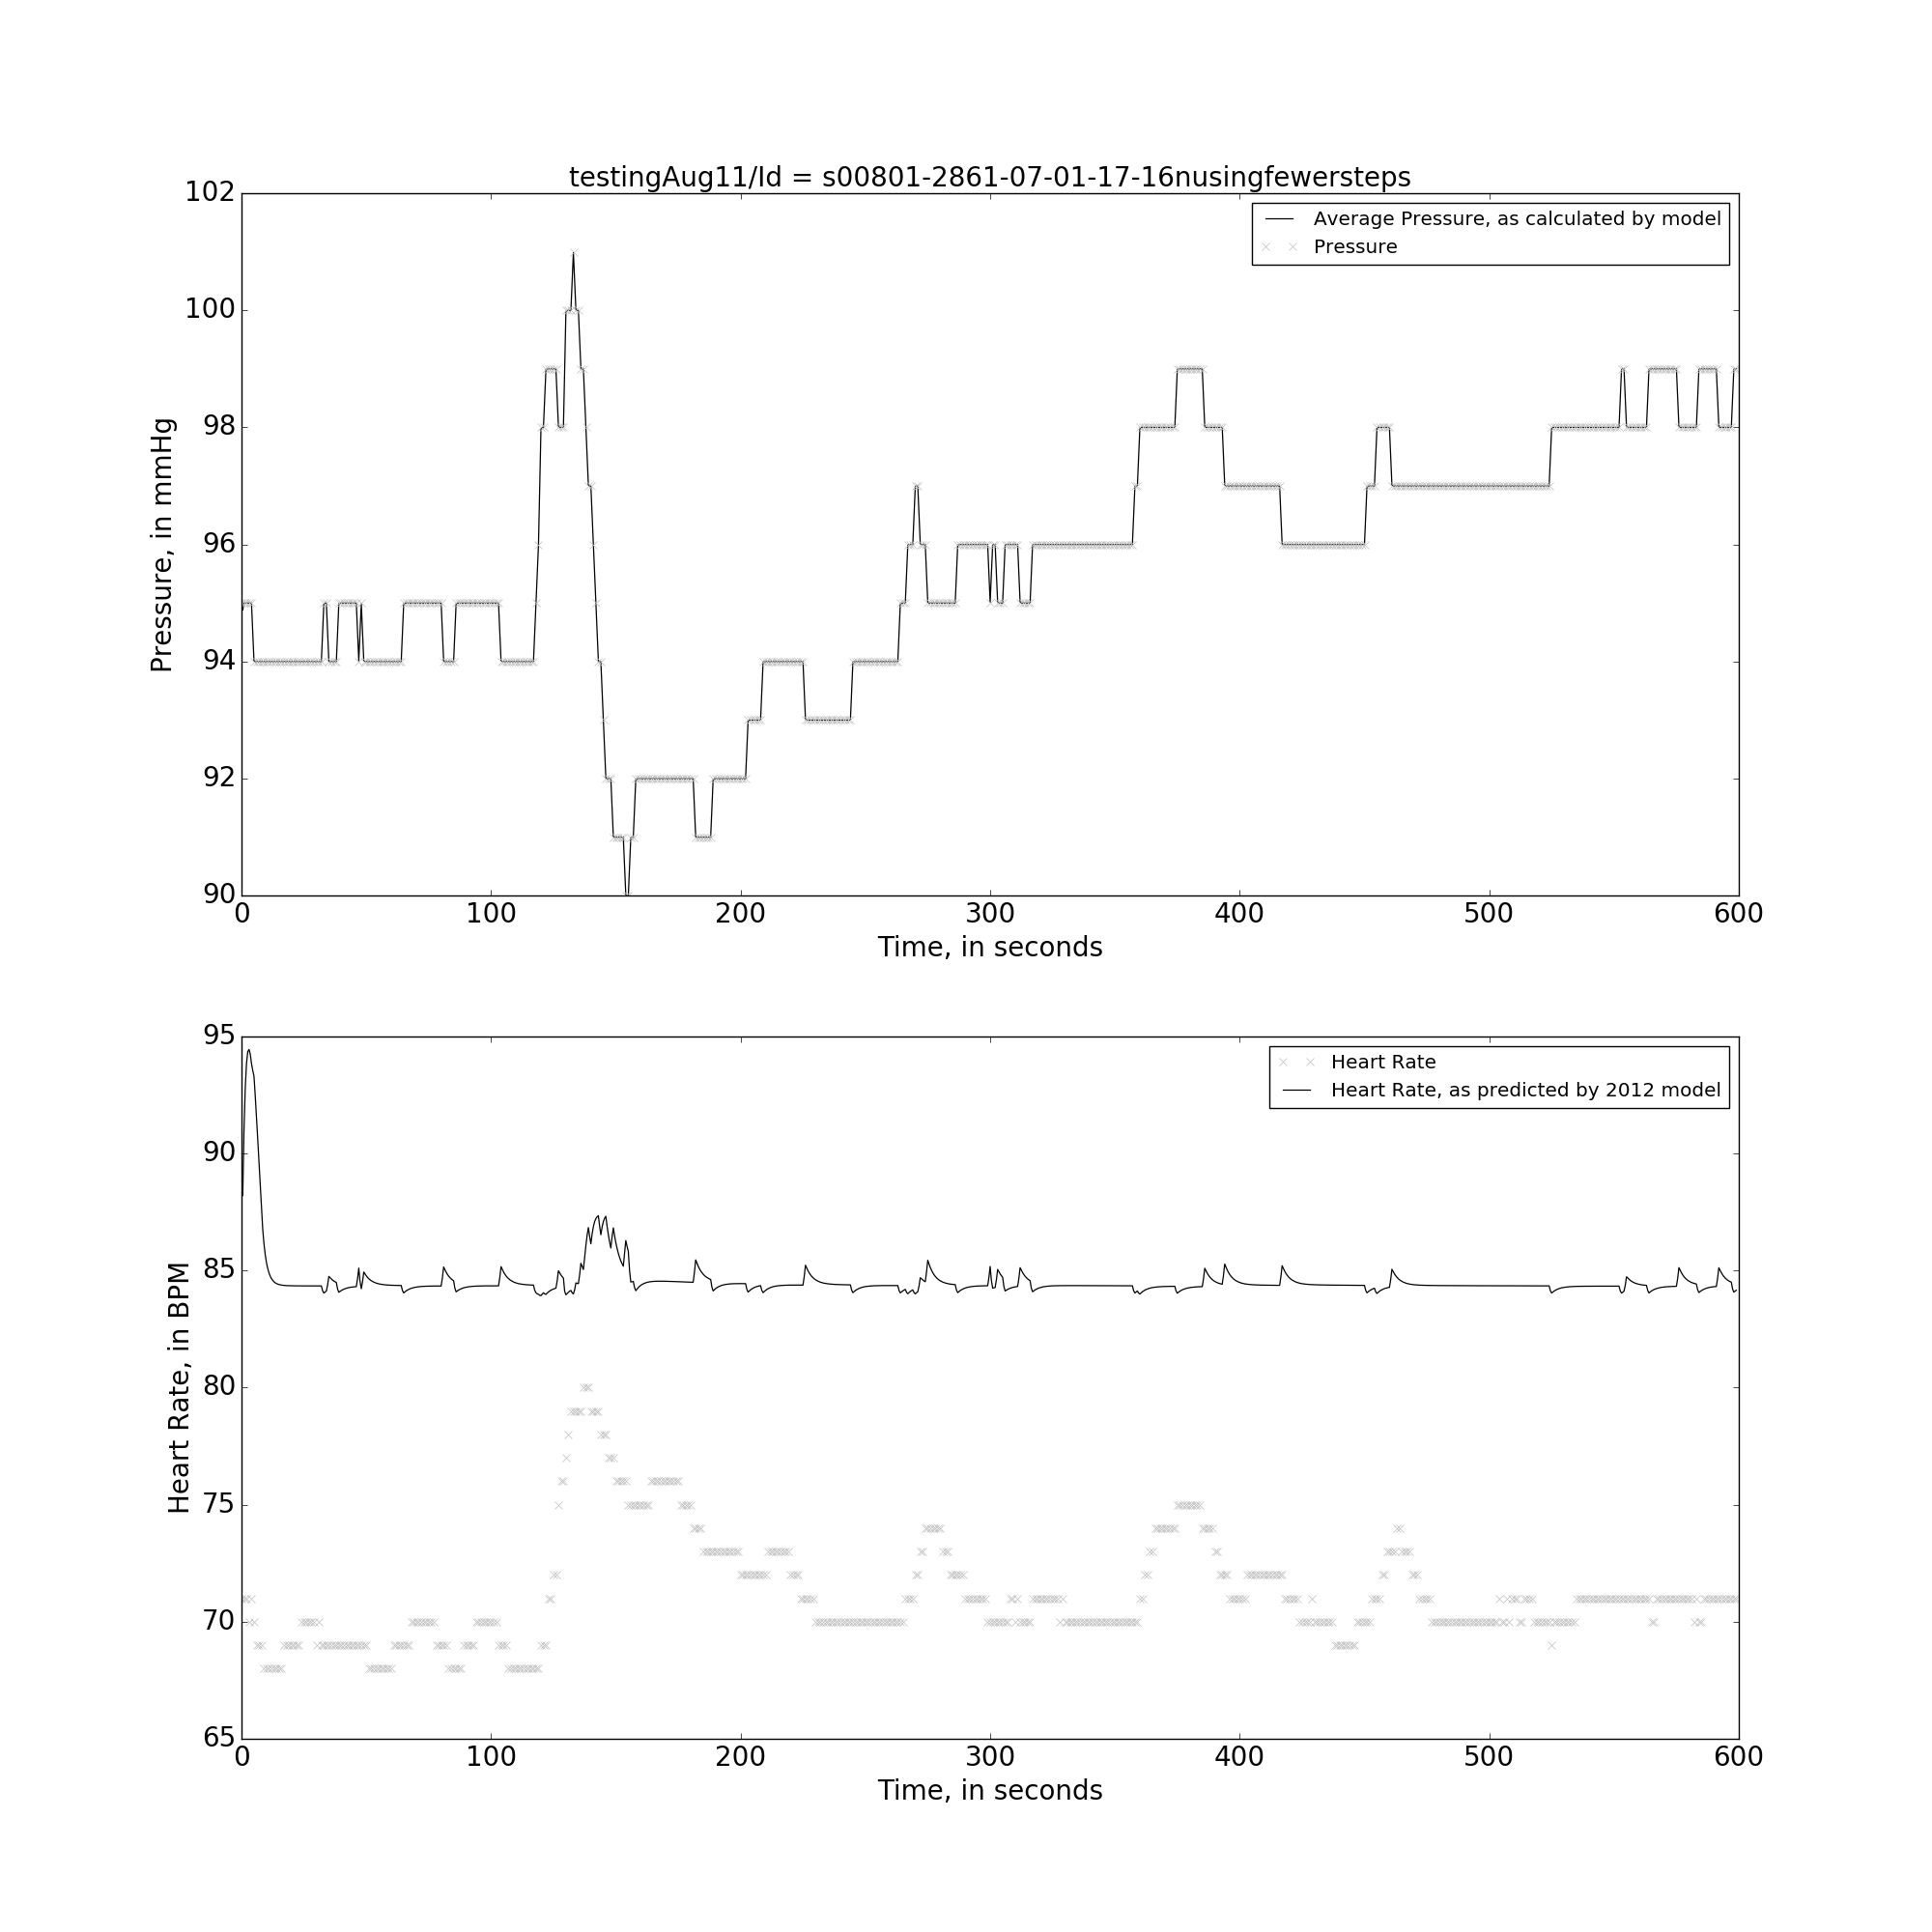 testingAug11/Id = s00801-2861-07-01-17-16nusingfewersteps
102
100
98
96
94
92
90
Pressure, in mmHg
Average Pressure, as calculated by model
Pressure
0 100 200 300 400 500 600
Time, in seconds
95
90
85
80
75
70
65
Heart Rate, in BPM
Heart Rate
Heart Rate, as predicted by 2012 model
0 100 200 300 400 500 600
Time, in seconds